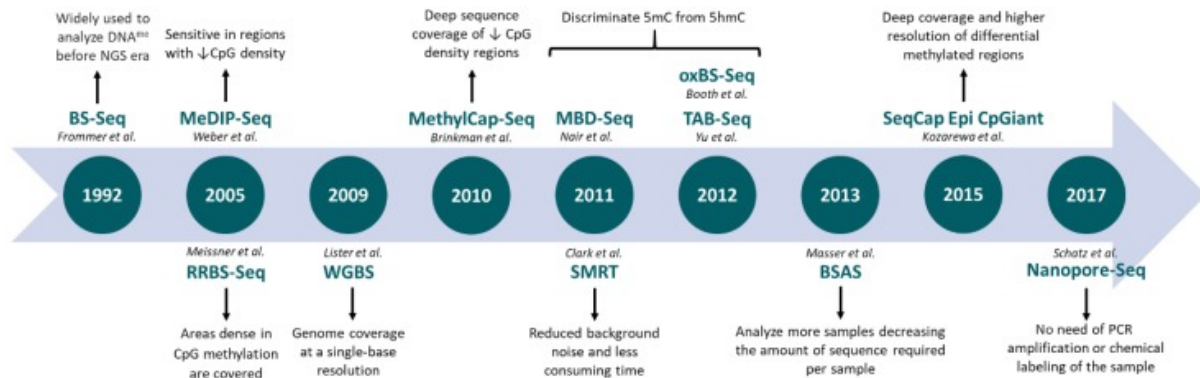 Widely used to
analyze DNAᵐᵉ
before NGS era
BS-Seq
Frommer et al.
1992
Sensitive in regions
with ↓CpG density
MeDIP-Seq
Weber et al.
2005
Meissner et al.
RRBS-Seq
Areas dense in
CpG methylation
are covered
2009
Lister et al.
WGBS
Genome coverage
at a single-base
resolution
Deep sequence
coverage of ↓ CpG
density regions
MethylCap-Seq
Brinkman et al.
2010
Discriminate 5mC from 5hmC
MBD-Seq
Nair et al.
2011
Clark et al.
SMRT
Reduced background
noise and less
consuming time
oxBS-Seq
Booth et al.
TAB-Seq
Yu et al.
2012
2013
Masser et al.
BSAS
Analyze more samples decreasing
the amount of sequence required
per sample
Deep coverage and higher
resolution of differential
methylated regions
SeqCap Epi CpGiant
Kozarewa et al.
2015
2017
Schatz et al.
Nanopore-Seq
No need of PCR
amplification or chemical
labeling of the sample